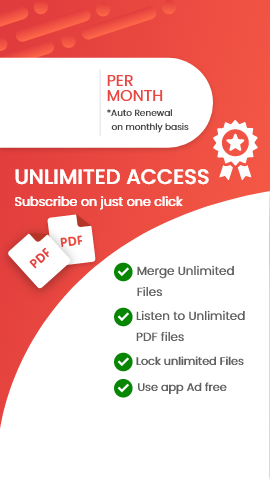 PER
MONTH
*Auto Renewal
on monthly basis
UNLIMITED ACCESS
Subscribe on just one click
PDF
PDF
Merge Unlimited
Files
Listen to Unlimited
PDF files
Lock unlimited Files
Use app Ad free